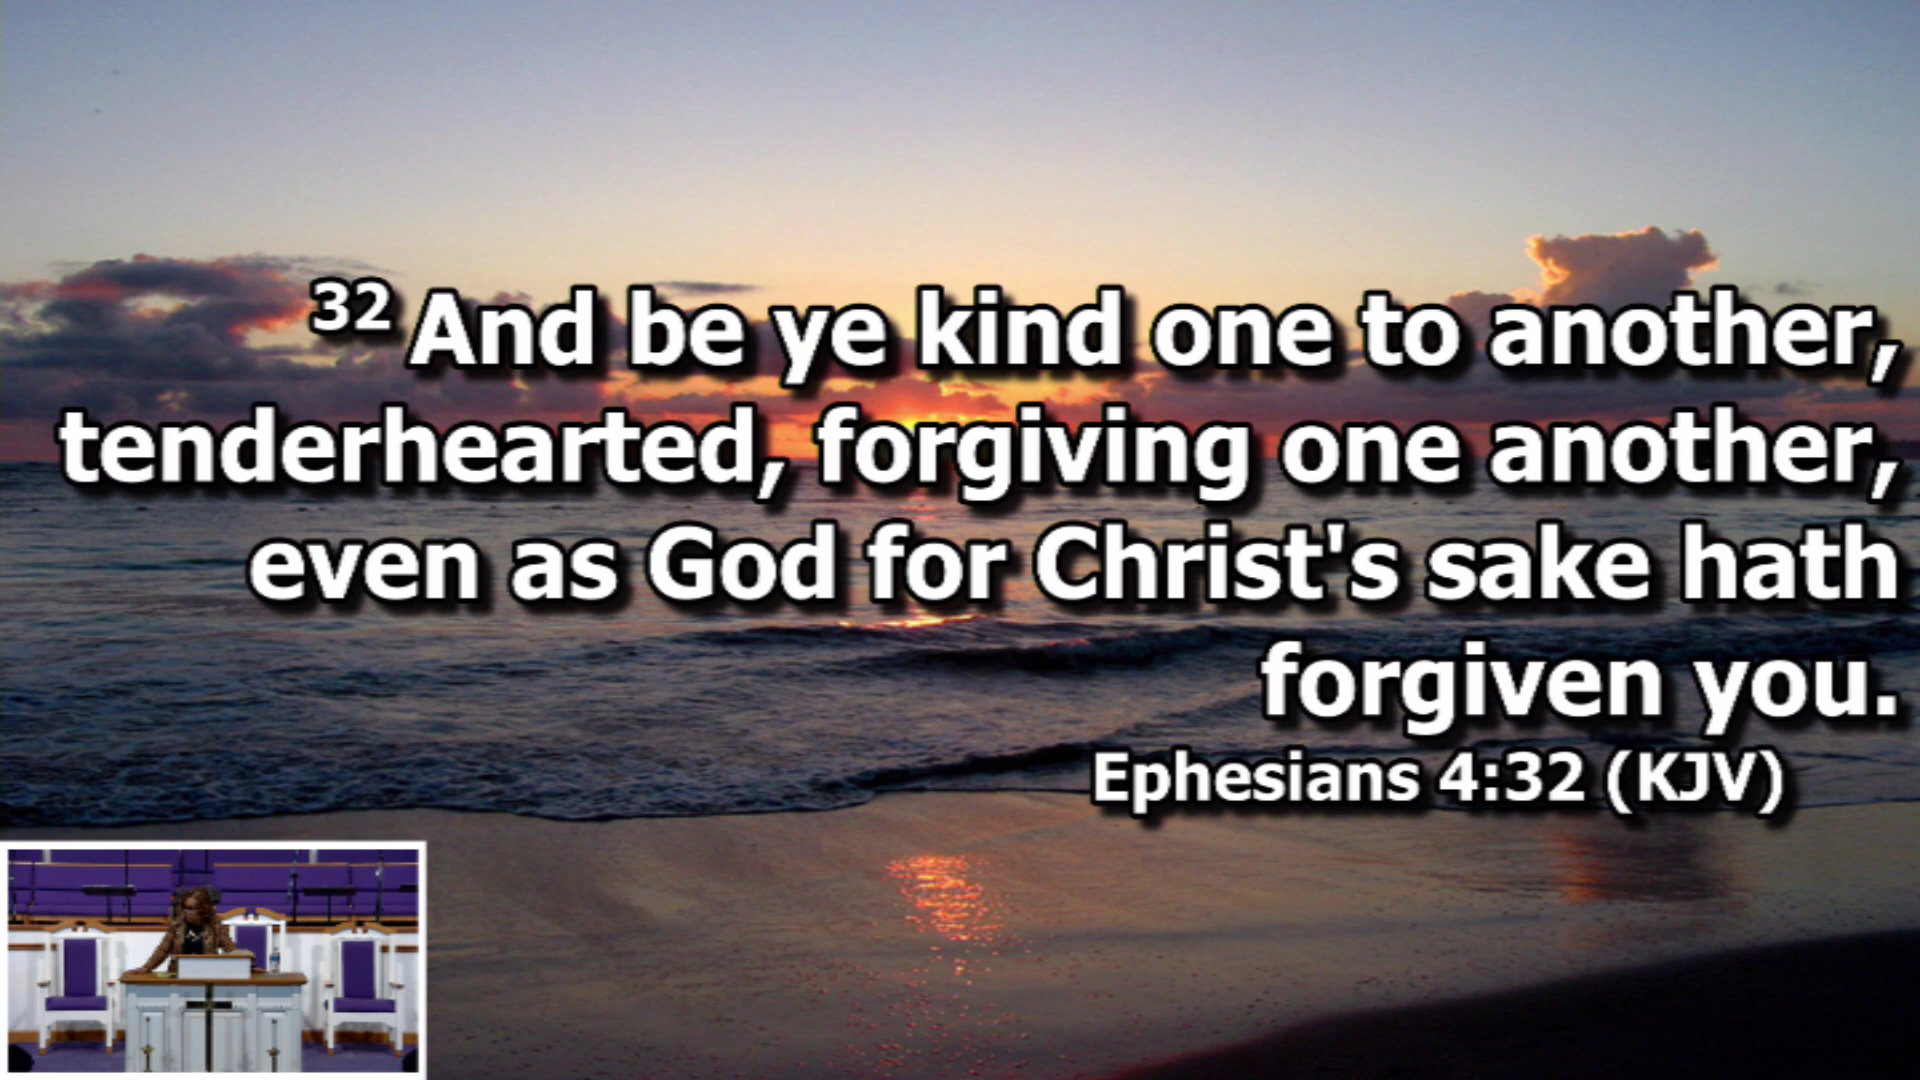 32 And be ye kind one to another,
tenderhearted, forgiving one another,
even as God for Christ's sake hath
forgiven you.
Ephesians 4:32 (KJV)